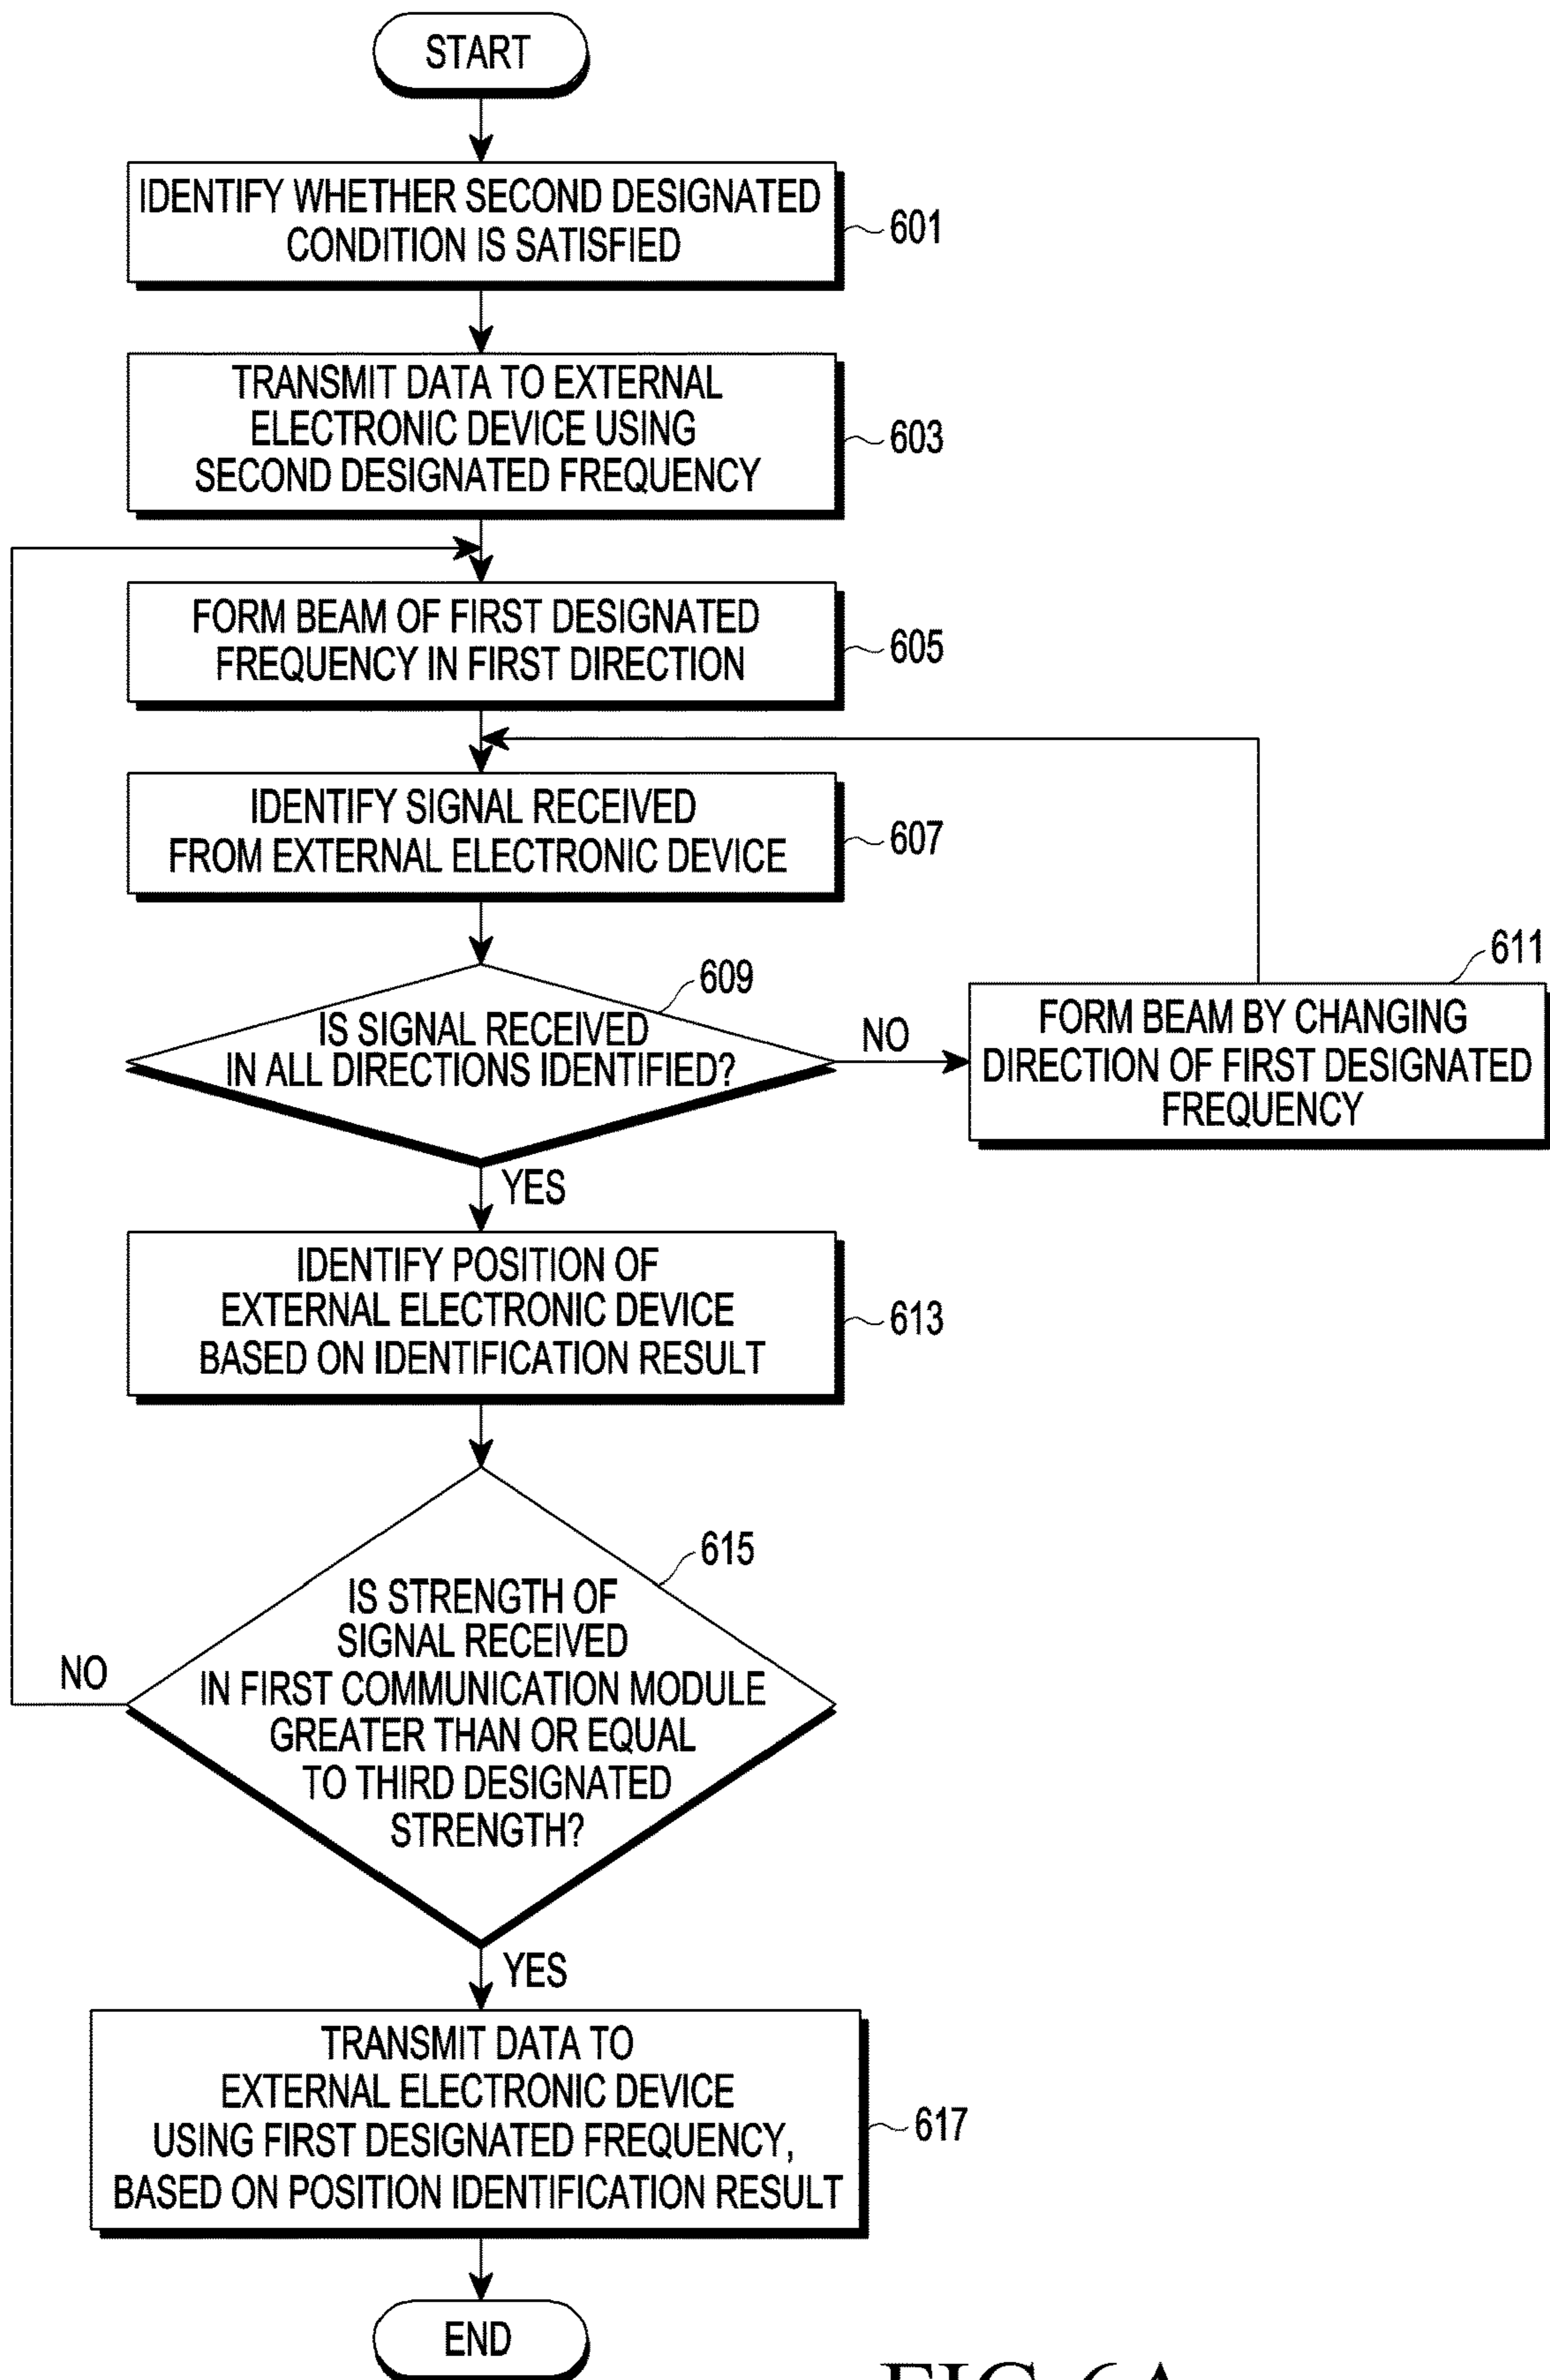 START
IDENTIFY WHETHER SECOND DESIGNATED
CONDITION IS SATISFIED
601
TRANSMIT DATA TO EXTERNAL
ELECTRONIC DEVICE USING
SECOND DESIGNATED FREQUENCY
603
FORM BEAM OF FIRST DESIGNATED
FREQUENCY IN FIRST DIRECTION
605
IDENTIFY SIGNAL RECEIVED
FROM EXTERNAL ELECTRONIC DEVICE
607
609
IS SIGNAL RECEIVED
IN ALL DIRECTIONS IDENTIFIED?
NO
611
FORM BEAM BY CHANGING
DIRECTION OF FIRST DESIGNATED
FREQUENCY
YES
IDENTIFY POSITION OF
EXTERNAL ELECTRONIC DEVICE
BASED ON IDENTIFICATION RESULT
613
615
IS STRENGTH OF
SIGNAL RECEIVED
IN FIRST COMMUNICATION MODULE
GREATER THAN OR EQUAL
TO THIRD DESIGNATED
STRENGTH?
NO
YES
TRANSMIT DATA TO
EXTERNAL ELECTRONIC DEVICE
USING FIRST DESIGNATED FREQUENCY,
BASED ON POSITION IDENTIFICATION RESULT
617
END
FIG.6A